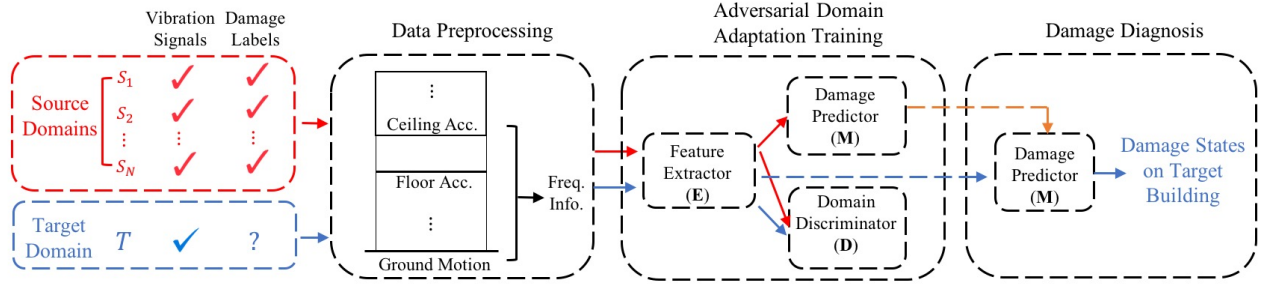 Vibration
Signals
Damage
Labels
Source
Domains
S₁
S₂
⋮
⋮
⋮
S_N
Target
Domain
T
?
Data Preprocessing
⋮
Ceiling Acc.
Floor Acc.
⋮
Ground Motion
Freq.
Info.
Adversarial Domain
Adaptation Training
Feature
Extractor
(E)
Damage
Predictor
(M)
Domain
Discriminator
(D)
Damage Diagnosis
Damage
Predictor
(M)
Damage States
on Target
Building